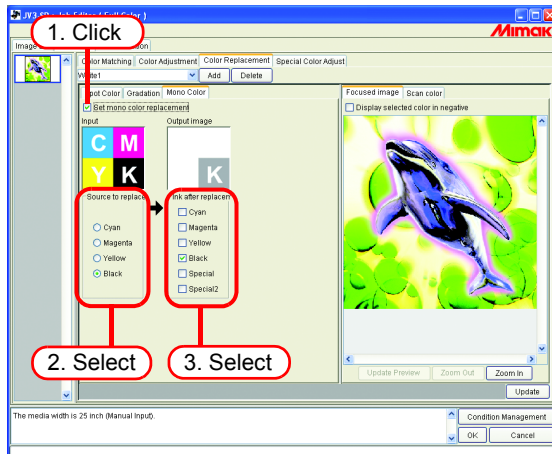 JV3-SP : Job Editor ( Full Color )
1. Click
Mimaki
Image
Color Matching Color Adjustment Color Replacement Special Color Adjust
White1 Add Delete
Spot Color Gradation Mono Color
Focused image Scan color
Set mono color replacement
Display selected color in negative
Input Output image
C M
Y K K
Source to replace Ink after replacen
Cyan Cyan
Magenta Magenta
Yellow Yellow
Black Black
Special
Special2
2. Select 3. Select
Update Preview Zoom Out Zoom In
Update
The media width is 25 inch (Manual Input).
Condition Management
OK Cancel